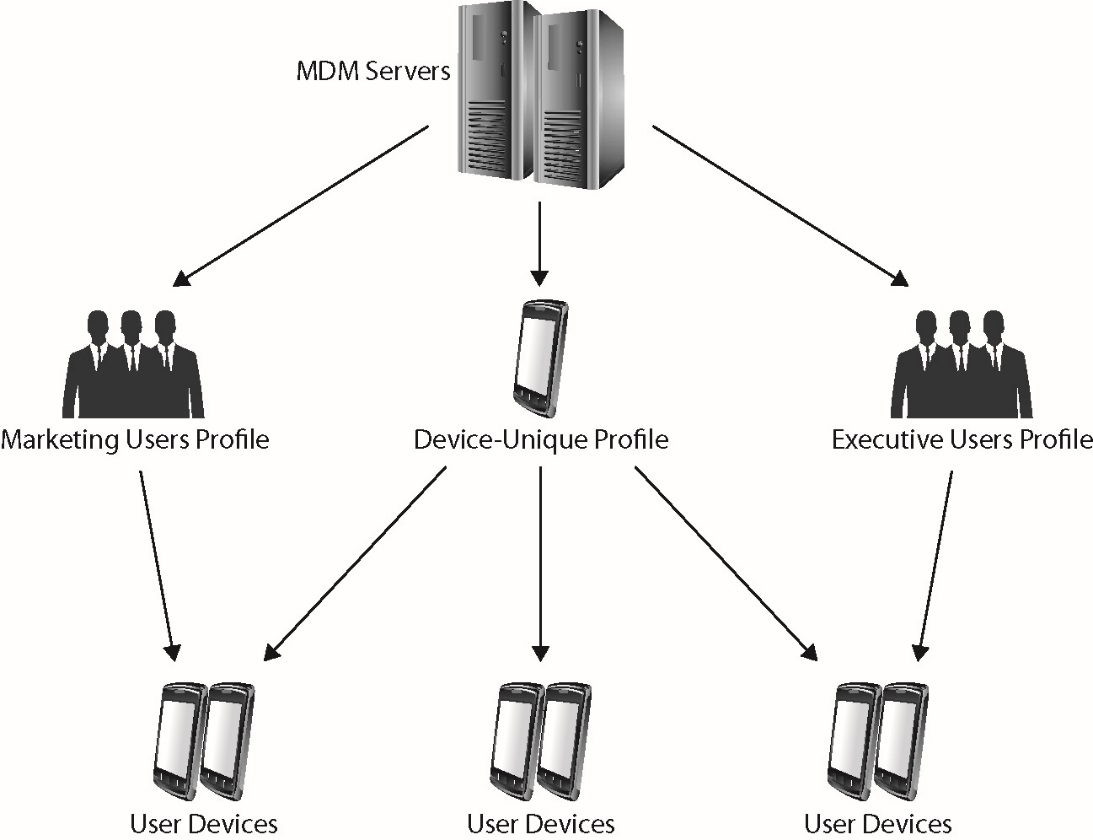 MDM Servers
Marketing Users Profile
Device-Unique Profile
Executive Users Profile
User Devices
User Devices
User Devices